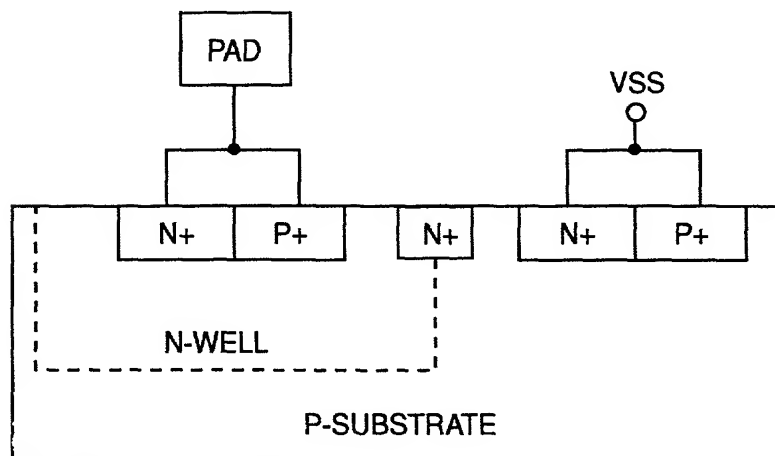 PAD
VSS
N+ P+ N+ N+ P+
N-WELL
P-SUBSTRATE